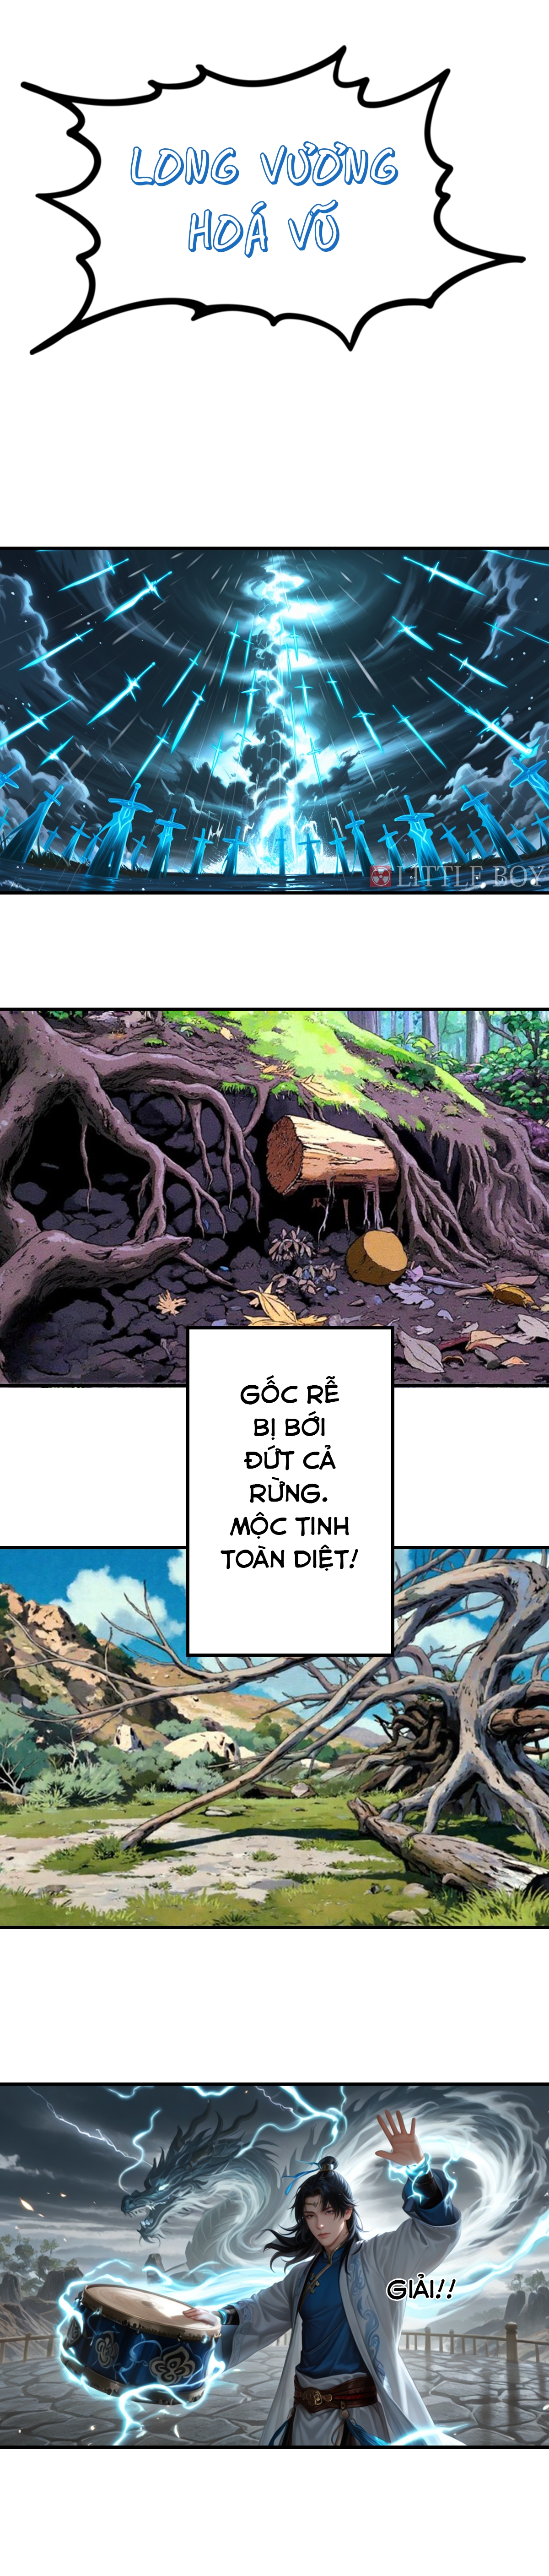 LONG VƯƠNG
HOÁ VŨ
LITTLE BOY
GỐC RỄ
BỊ BỚI
ĐỨT CẢ
RỪNG.
MỘC TINH
TOÀN DIỆT!
GIẢI!!